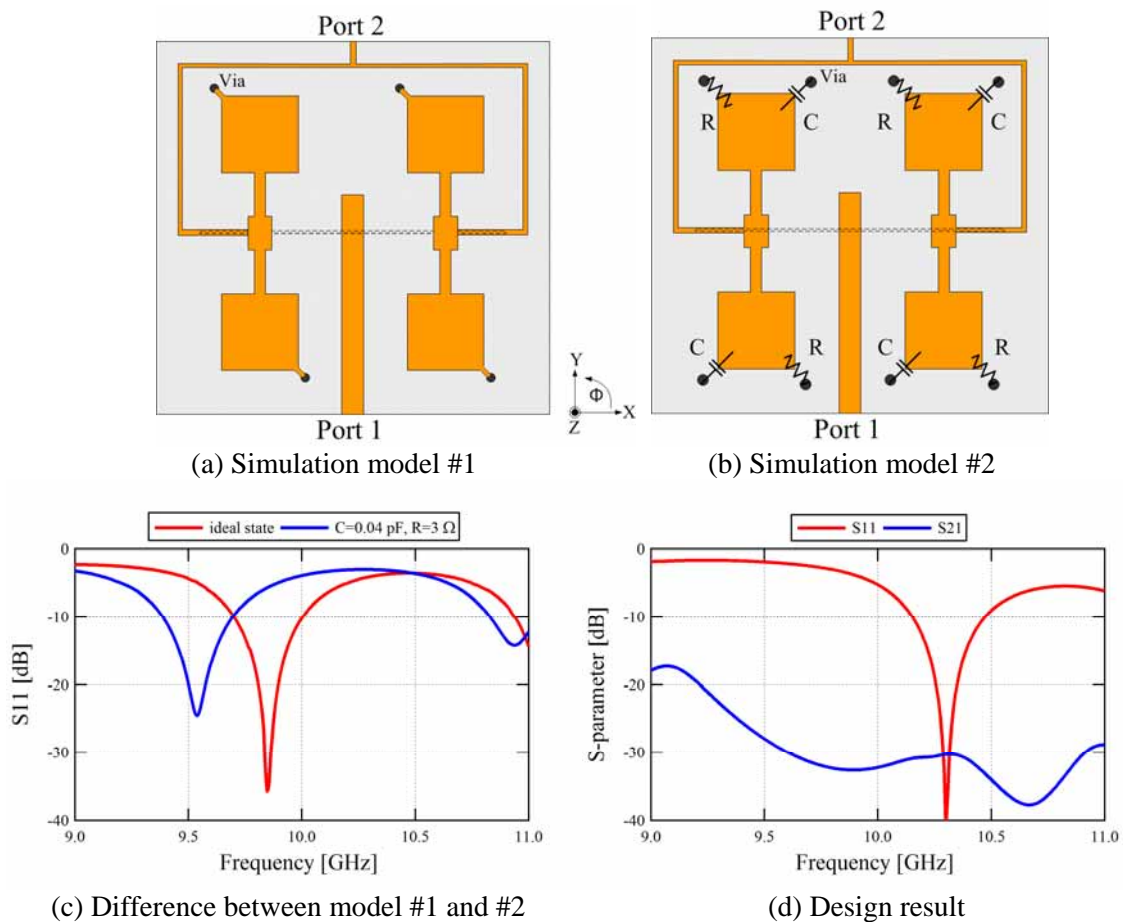 Port 2
Via
Port 1
(a) Simulation model #1
Y
Φ
X
Z
Port 2
Via
R
C
R
C
C
R
C
R
Port 1
(b) Simulation model #2
ideal state
C=0.04 pF, R=3 Ω
0
-10
-20
-30
-40
S11 [dB]
9.0
9.5
10.0
10.5
11.0
Frequency [GHz]
(c) Difference between model #1 and #2
S11
S21
0
-10
-20
-30
-40
S-parameter [dB]
9.0
9.5
10.0
10.5
11.0
Frequency [GHz]
(d) Design result